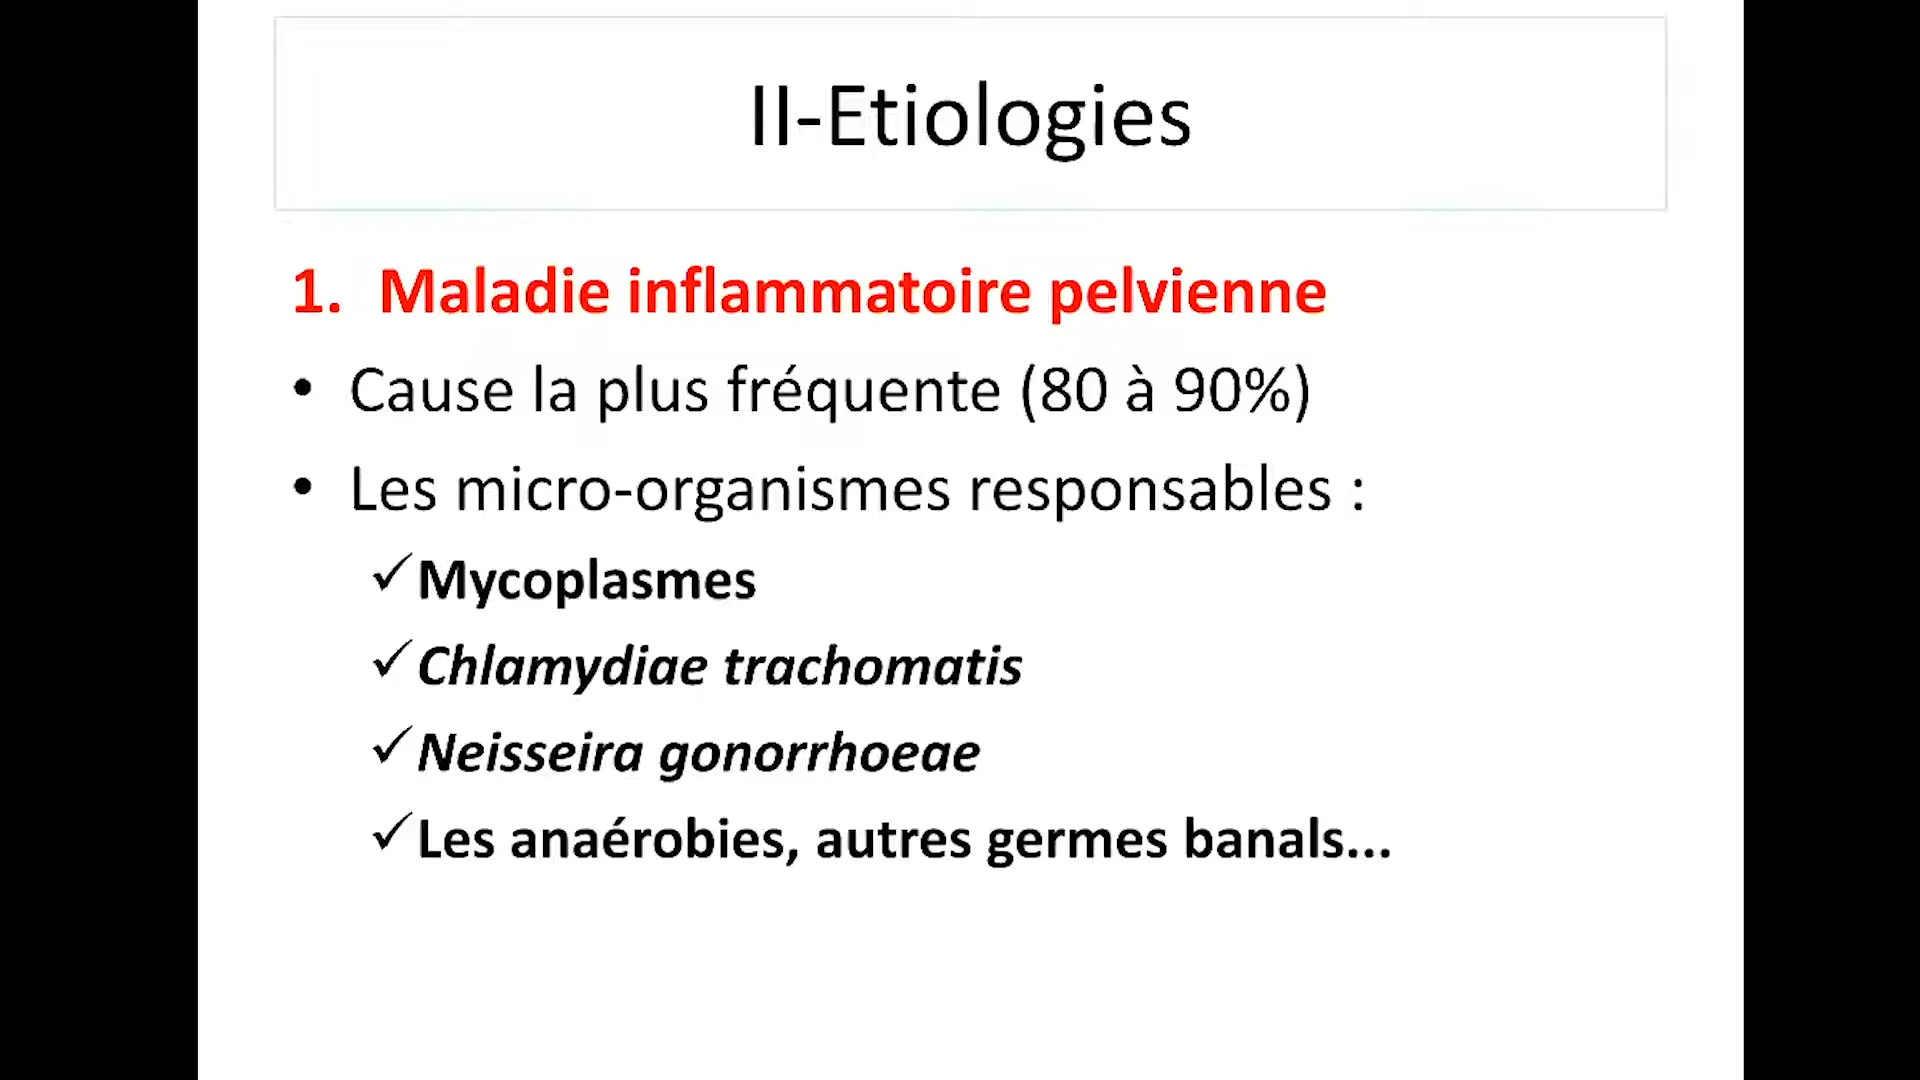 II-Etiologies
1. Maladie inflammatoire pelvienne
• Cause la plus fréquente (80 à 90%)
• Les micro-organismes responsables :
✓Mycoplasmes
✓Chlamydiae trachomatis
✓Neisseira gonorrhoeae
✓Les anaérobies, autres germes banals...